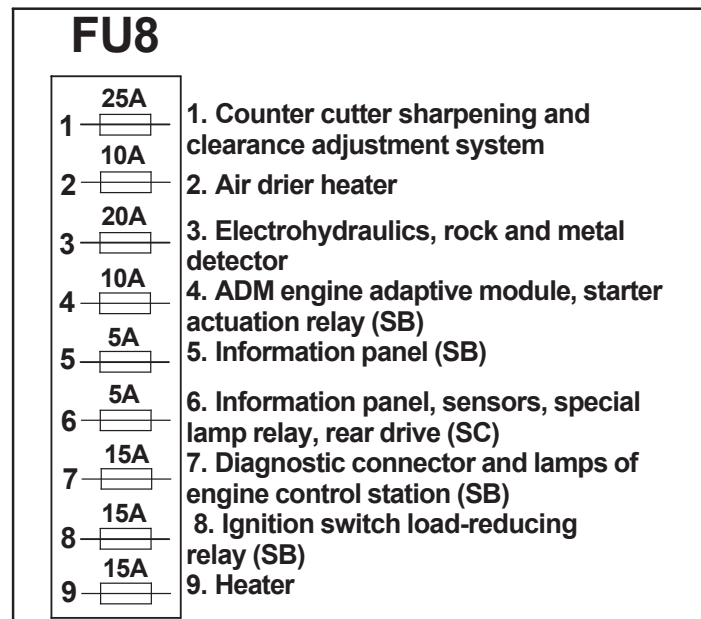 FU8
25A
1
1. Counter cutter sharpening and
clearance adjustment system
10A
2
2. Air drier heater
20A
3
3. Electrohydraulics, rock and metal
detector
10A
4
4. ADM engine adaptive module, starter
actuation relay (SB)
5A
5
5. Information panel (SB)
5A
6
6. Information panel, sensors, special
lamp relay, rear drive (SC)
15A
7
7. Diagnostic connector and lamps of
engine control station (SB)
15A
8
8. Ignition switch load-reducing
relay (SB)
15A
9
9. Heater